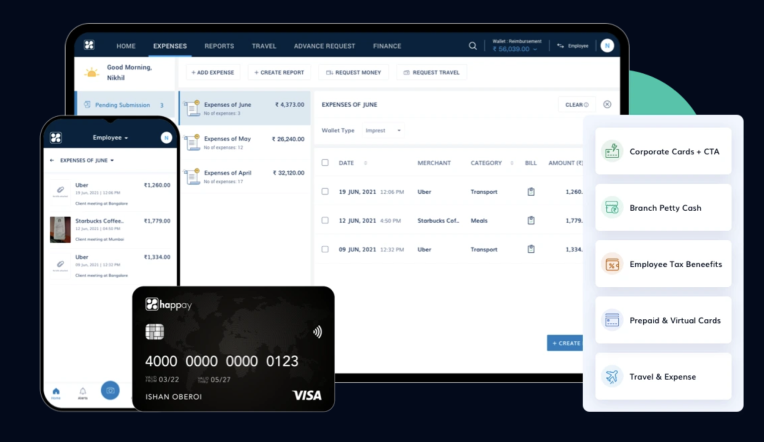 HOME EXPENSES REPORTS TRAVEL ADVANCE REQUEST FINANCE
Wallet : Reimbursement
₹ 56,039.00
Employee
N
Good Morning,
Nikhil
+ ADD EXPENSE + CREATE REPORT REQUEST MONEY REQUEST TRAVEL
Pending Submission 3
Expenses of June ₹ 4,373.00
No of expenses: 3
Expenses of May ₹ 26,240.00
No of expenses: 12
Expenses of April ₹ 32,120.00
No of expenses: 17
EXPENSES OF JUNE CLEAR
Wallet Type Imprest
DATE MERCHANT CATEGORY BILL AMOUNT (₹)
19 JUN, 2021 12:06 PM Uber Transport 1,260.
12 JUN, 2021 4:50 PM Starbucks Cof.. Meals 1,779.
09 JUN, 2021 12:32 PM Uber Transport 1,334.
+ CREATE
Employee
N
EXPENSES OF JUNE
Uber ₹1,260.00
19 Jun, 2021 | 12:06 PM
Client meeting at Bangalore
Starbucks Coffee.. ₹1,779.00
12 Jun, 2021 | 04:50 PM
Client meeting at Mumbai
Uber ₹1,334.00
09 Jun, 2021 | 12:32 PM
Client meeting at Bangalore
Home
Alerts
happay
4000 0000 0000 0123
VALID FROM 03/22 VALID THRU 05/27
ISHAN OBEROI
VISA
Corporate Cards + CTA
Branch Petty Cash
Employee Tax Beneefits
Prepaid & Virtual Cards
Travel & Expense